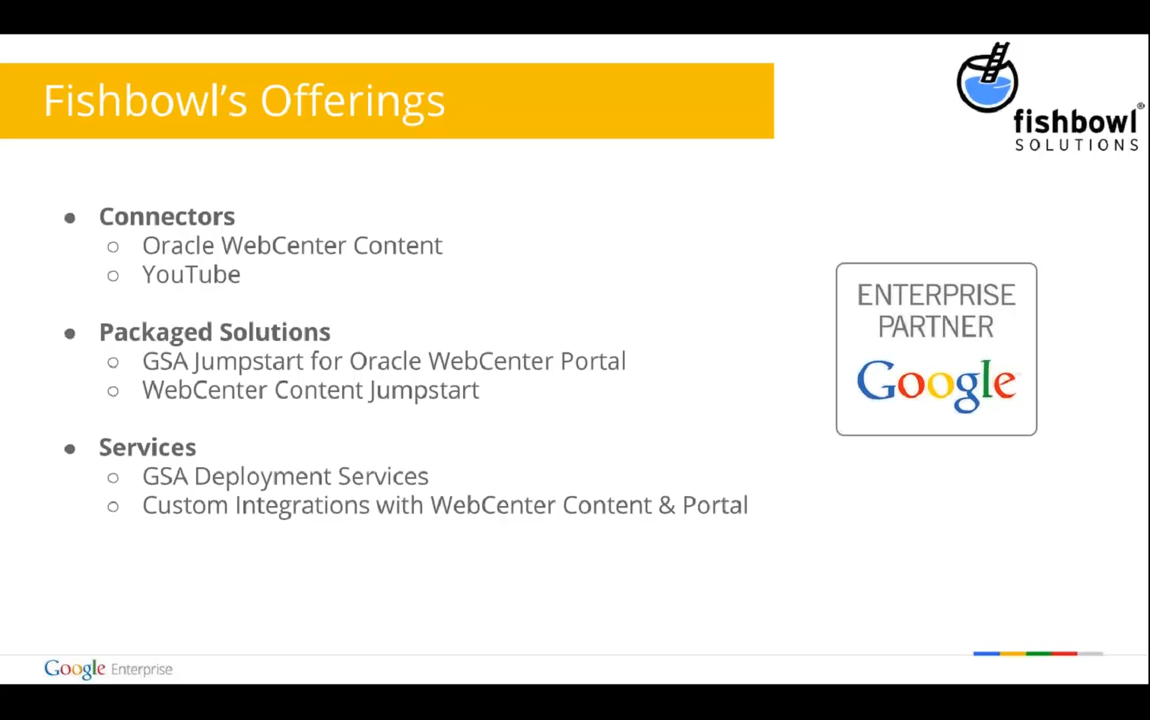 Fishbowl's Offerings
fishbowl®
SOLUTIONS
● Connectors
○ Oracle WebCenter Content
○ YouTube
● Packaged Solutions
○ GSA Jumpstart for Oracle WebCenter Portal
○ WebCenter Content Jumpstart
● Services
○ GSA Deployment Services
○ Custom Integrations with WebCenter Content & Portal
ENTERPRISE
PARTNER
Google
Google Enterprise